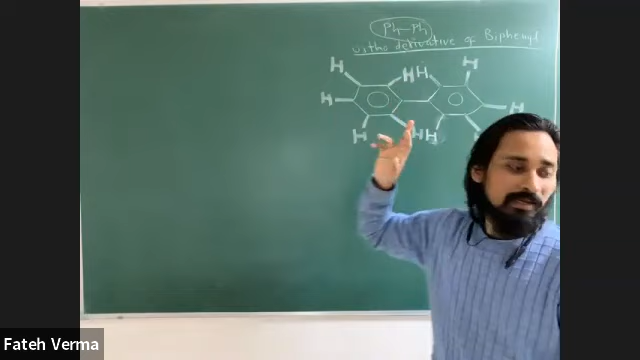 Ph-Ph
Ortho derivative of Biphenyl
H H H H
H H
H H H H
Fateh Verma